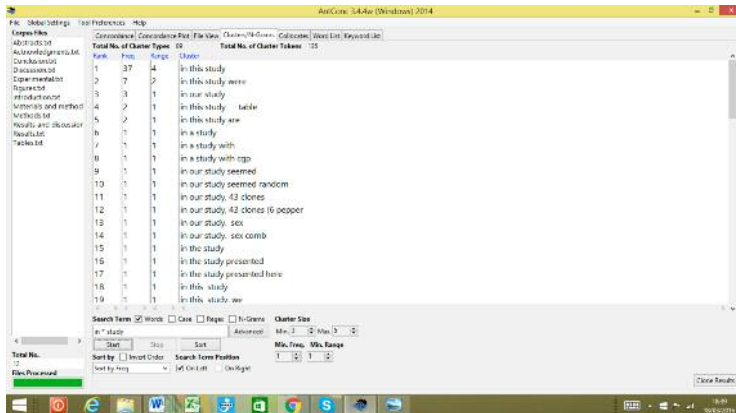 AntConc 3.4.4w (Windows) 2014
File Global Settings Tool Preferences Help
Corpus Files
Abstracts.txt
Acknowledgments.txt
Conclusion.txt
Discussion.txt
Experimental.txt
Figures.txt
Introduction.txt
Materials and method
Methods.txt
Results and discussion
Results.txt
Tables.txt
Concordance Concordance Plot File View Clusters/N-Grams Collocates Word List Keyword List
Total No. of Cluster Types 69 Total No. of Cluster Tokens 125
Rank Freq Range Cluster
1 37 4 in this study
2 7 2 in this study were
3 3 1 in our study
4 2 1 in this study table
5 2 1 in this study are
6 1 1 in a study
7 1 1 in a study with
8 1 1 in a study with cgp
9 1 1 in our study seemed
10 1 1 in our study seemed random
11 1 1 in our study, 43 clones
12 1 1 in our study, 43 clones (6 pepper
13 1 1 in our study. sex
14 1 1 in our study. sex comb
15 1 1 in the study
16 1 1 in the study presented
17 1 1 in the study presented here
18 1 1 in this study
19 1 1 in this study we
Search Term Words Case Regex N-Grams Cluster Size
in * study Advanced Min. 3 Max. 5
Start Stop Sort Min. Freq. Min. Range
1 1
Sort by Invert Order Search Term Position
Sort by Freq On Left On Right
Total No.
12
Files Processed
Clone Results
16:49